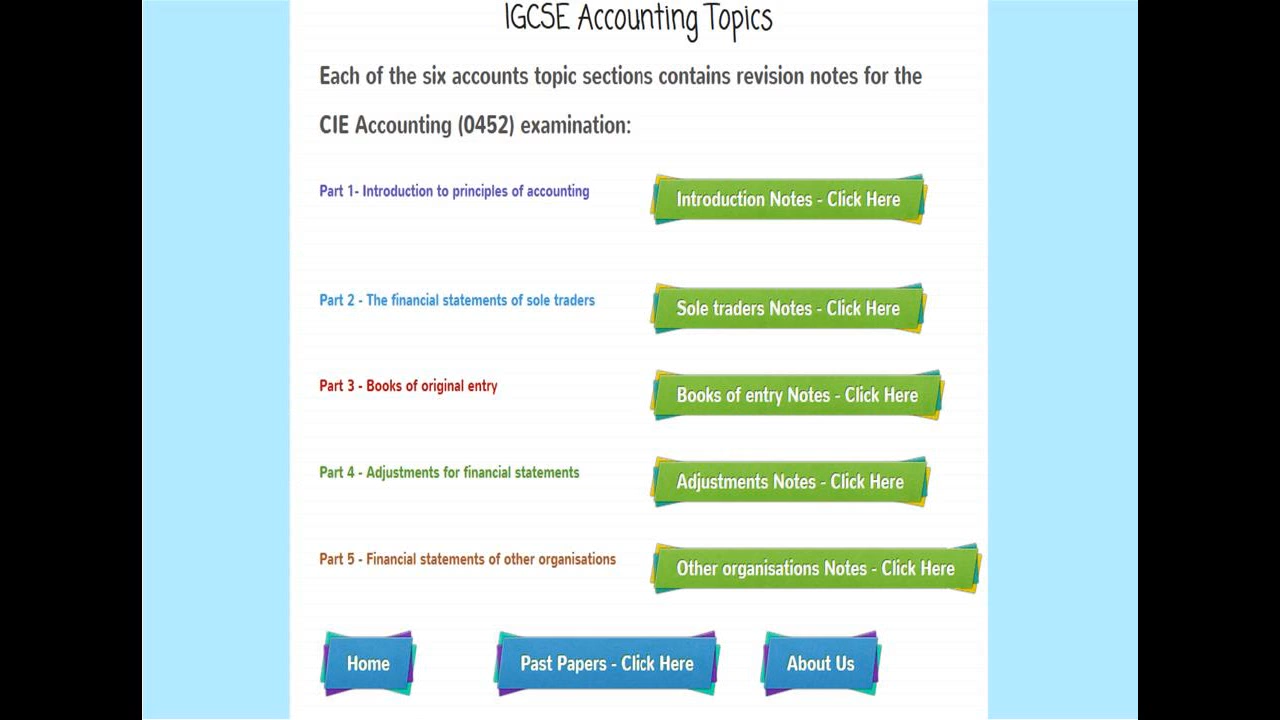 IGCSE Accounting Topics
Each of the six accounts topic sections contains revision notes for the
CIE Accounting (0452) examination:
Part 1- Introduction to principles of accounting
Introduction Notes - Click Here
Part 2 - The financial statements of sole traders
Sole traders Notes - Click Here
Part 3 - Books of original entry
Books of entry Notes - Click Here
Part 4 - Adjustments for financial statements
Adjustments Notes - Click Here
Part 5 - Financial statements of other organisations
Other organisations Notes - Click Here
Home
Past Papers - Click Here
About Us